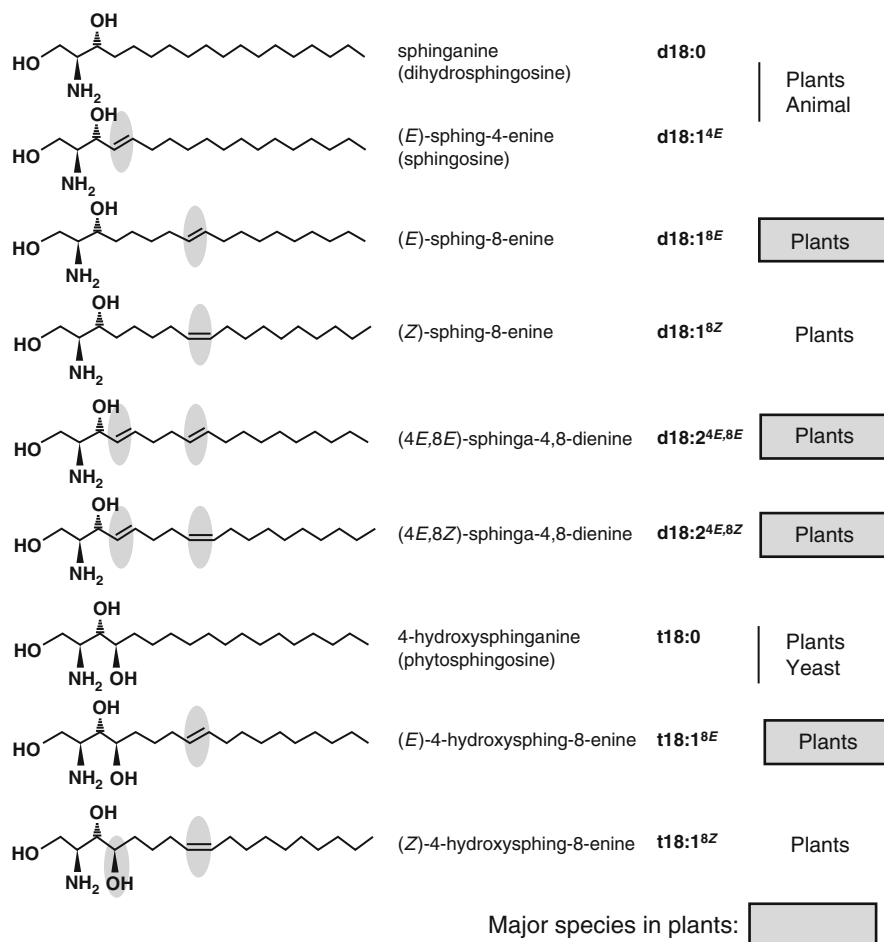 OH
HO
NH2
sphinganine
(dihydrosphingosine)
d18:0
Plants
Animal
OH
HO
NH2
(E)-sphing-4-enine
(sphingosine)
d18:1⁴ᴱ
OH
HO
NH2
(E)-sphing-8-enine
d18:1⁸ᴱ
Plants
OH
HO
NH2
(Z)-sphing-8-enine
d18:1⁸ᶻ
Plants
OH
HO
NH2
(4E,8E)-sphinga-4,8-dienine
d18:2⁴ᴱ,⁸ᴱ
Plants
OH
HO
NH2
(4E,8Z)-sphinga-4,8-dienine
d18:2⁴ᴱ,⁸ᶻ
Plants
OH
HO
NH2 OH
4-hydroxysphinganine
(phytosphingosine)
t18:0
Plants
Yeast
OH
HO
NH2 OH
(E)-4-hydroxysphing-8-enine
t18:1⁸ᴱ
Plants
OH
HO
NH2 OH
(Z)-4-hydroxysphing-8-enine
t18:1⁸ᶻ
Plants
Major species in plants: